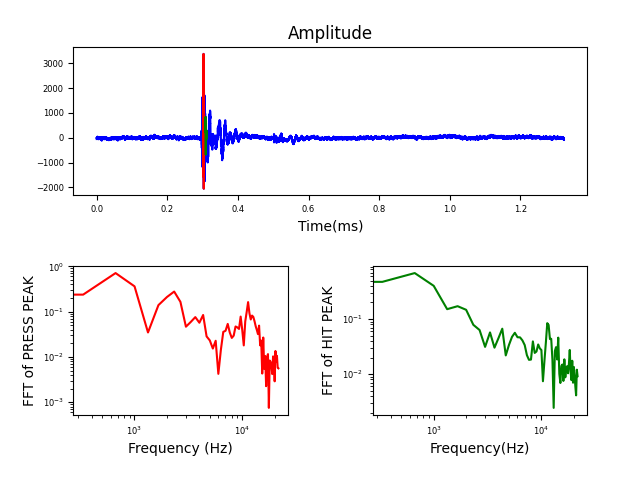 Amplitude
3000
2000
1000
0
−1000
−2000
0.0 0.2 0.4 0.6 0.8 1.0 1.2
Time(ms)
FFT of PRESS PEAK
10⁰
10⁻¹
10⁻²
10⁻³
10³ 10⁴
Frequency (Hz)
FFT of HIT PEAK
10⁻¹
10⁻²
10³ 10⁴
Frequency(Hz)